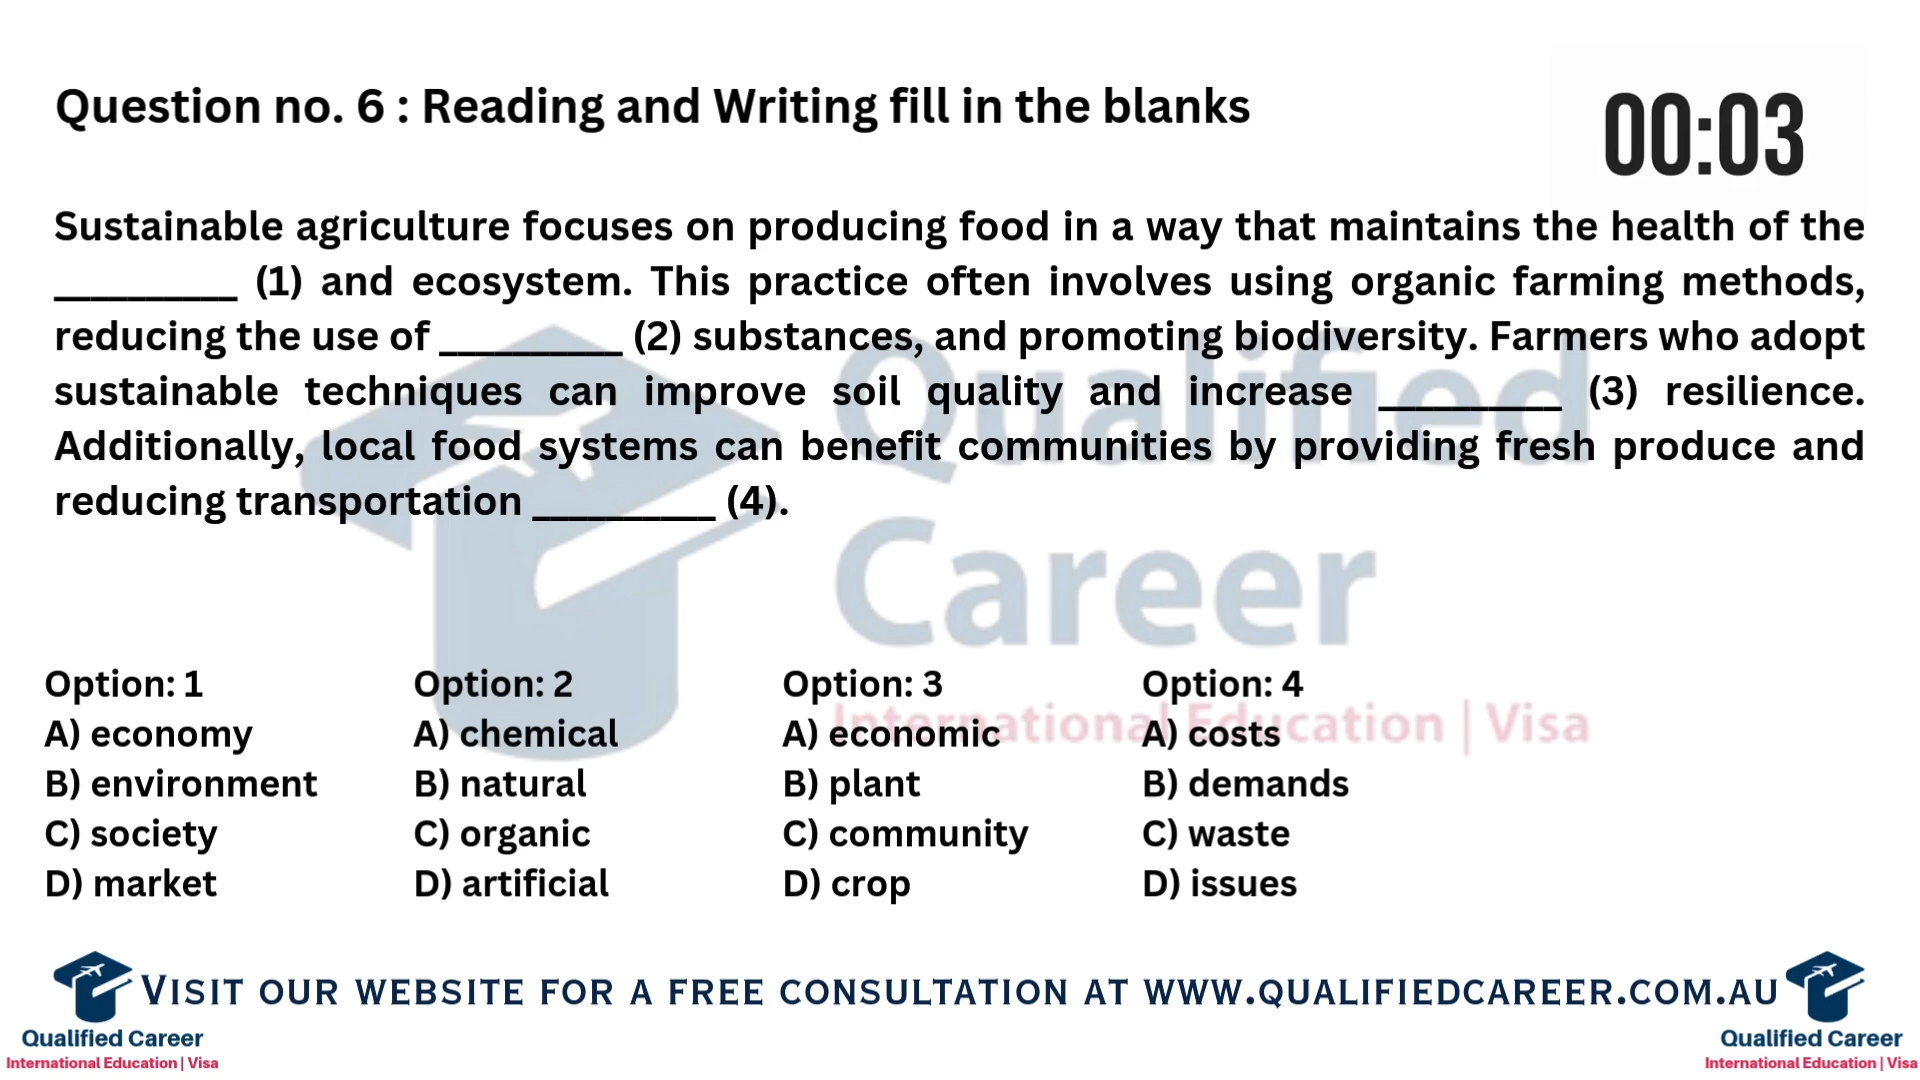 Question no. 6 : Reading and Writing fill in the blanks
00:03
Sustainable agriculture focuses on producing food in a way that maintains the health of the
__________ (1) and ecosystem. This practice often involves using organic farming methods,
reducing the use of __________ (2) substances, and promoting biodiversity. Farmers who adopt
sustainable techniques can improve soil quality and increase __________ (3) resilience.
Additionally, local food systems can benefit communities by providing fresh produce and
reducing transportation __________ (4).
Qualified
Career
International Education | Visa
Option: 1
A) economy
B) environment
C) society
D) market
Option: 2
A) chemical
B) natural
C) organic
D) artificial
Option: 3
A) economic
B) plant
C) community
D) crop
Option: 4
A) costs
B) demands
C) waste
D) issues
VISIT OUR WEBSITE FOR A FREE CONSULTATION AT WWW.QUALIFIEDCAREER.COM.AU
Qualified Career
International Education | Visa
Qualified Career
International Education | Visa